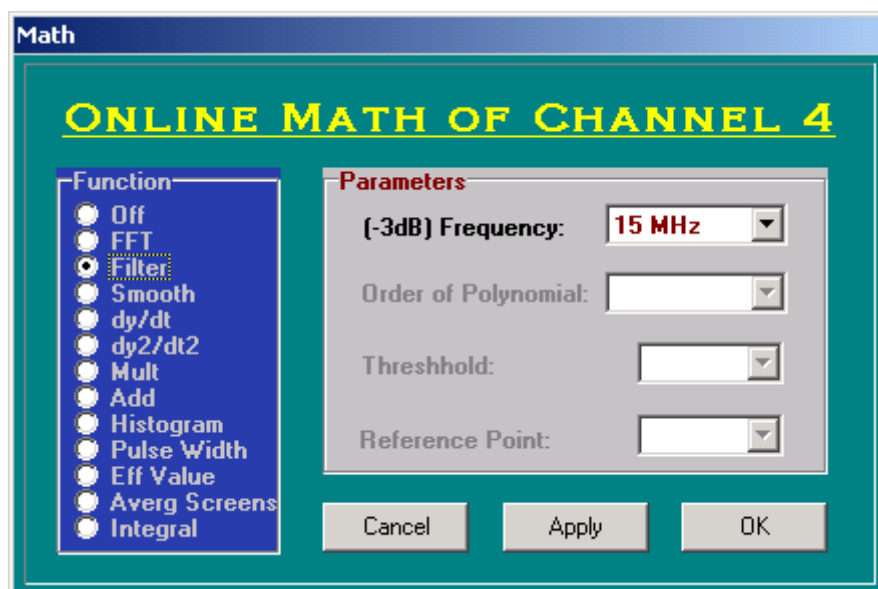 Math
ONLINE MATH OF CHANNEL 4
Function
Off
FFT
Filter
Smooth
dy/dt
dy2/dt2
Mult
Add
Histogram
Pulse Width
Eff Value
Averg Screens
Integral
Parameters
(-3dB) Frequency: 15 MHz
Order of Polynomial:
Threshhold:
Reference Point:
Cancel Apply OK